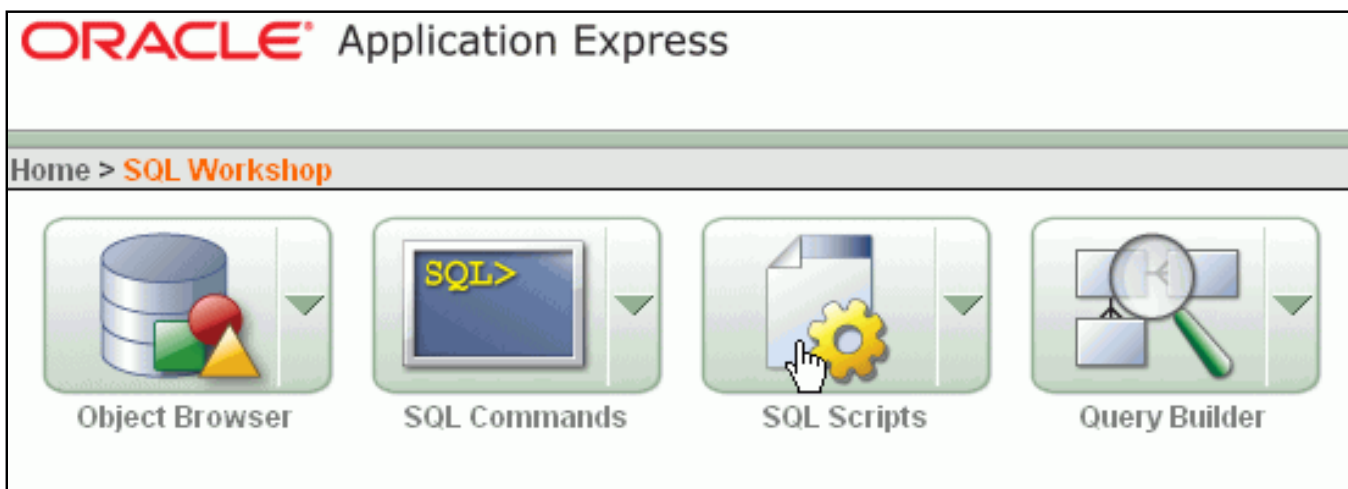 ORACLE Application Express
Home > SQL Workshop
SQL>
Object Browser
SQL Commands
SQL Scripts
Query Builder